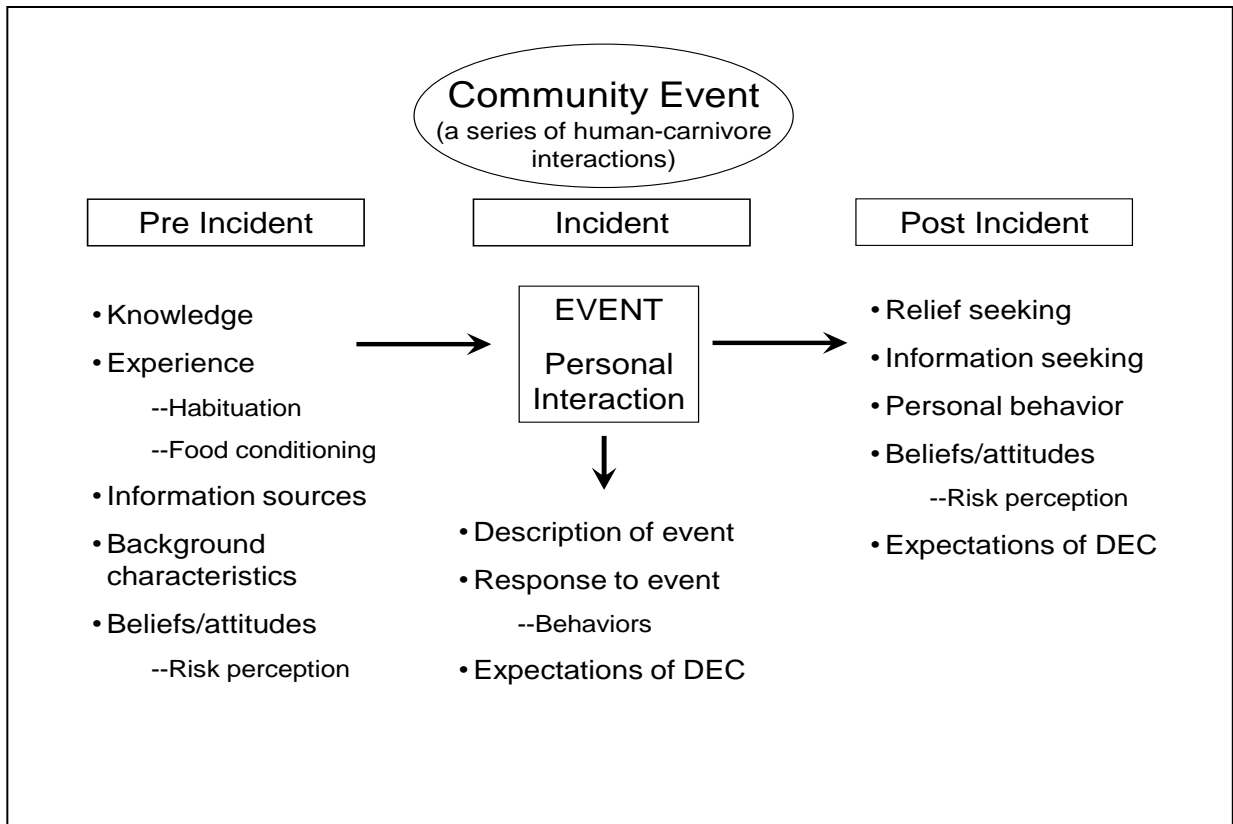 Community Event
(a series of human-carnivore
interactions)
Pre Incident
Incident
Post Incident
• Knowledge
• Experience
--Habituation
--Food conditioning
• Information sources
• Background
characteristics
• Beliefs/attitudes
--Risk perception
EVENT
Personal
Interaction
• Description of event
• Response to event
--Behaviors
• Expectations of DEC
• Relief seeking
• Information seeking
• Personal behavior
• Beliefs/attitudes
--Risk perception
• Expectations of DEC